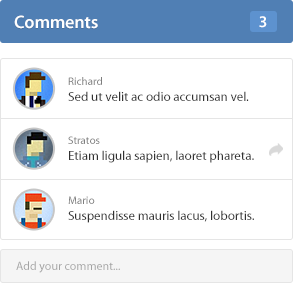 Comments 3
Richard
Sed ut velit ac odio accumsan vel.
Stratos
Etiam ligula sapien, laoret phareta.
Mario
Suspendisse mauris lacus, lobortis.
Add your comment...